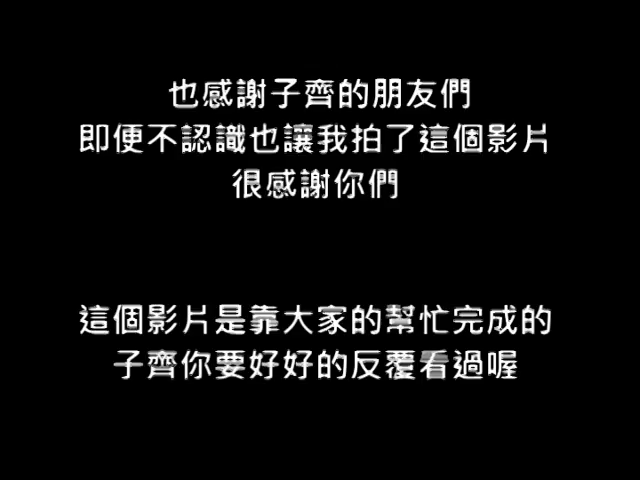 也感謝子齊的朋友們
即便不認識也讓我拍了這個影片
很感謝你們
這個影片是靠大家的幫忙完成的
子齊你要好好的反覆看過喔